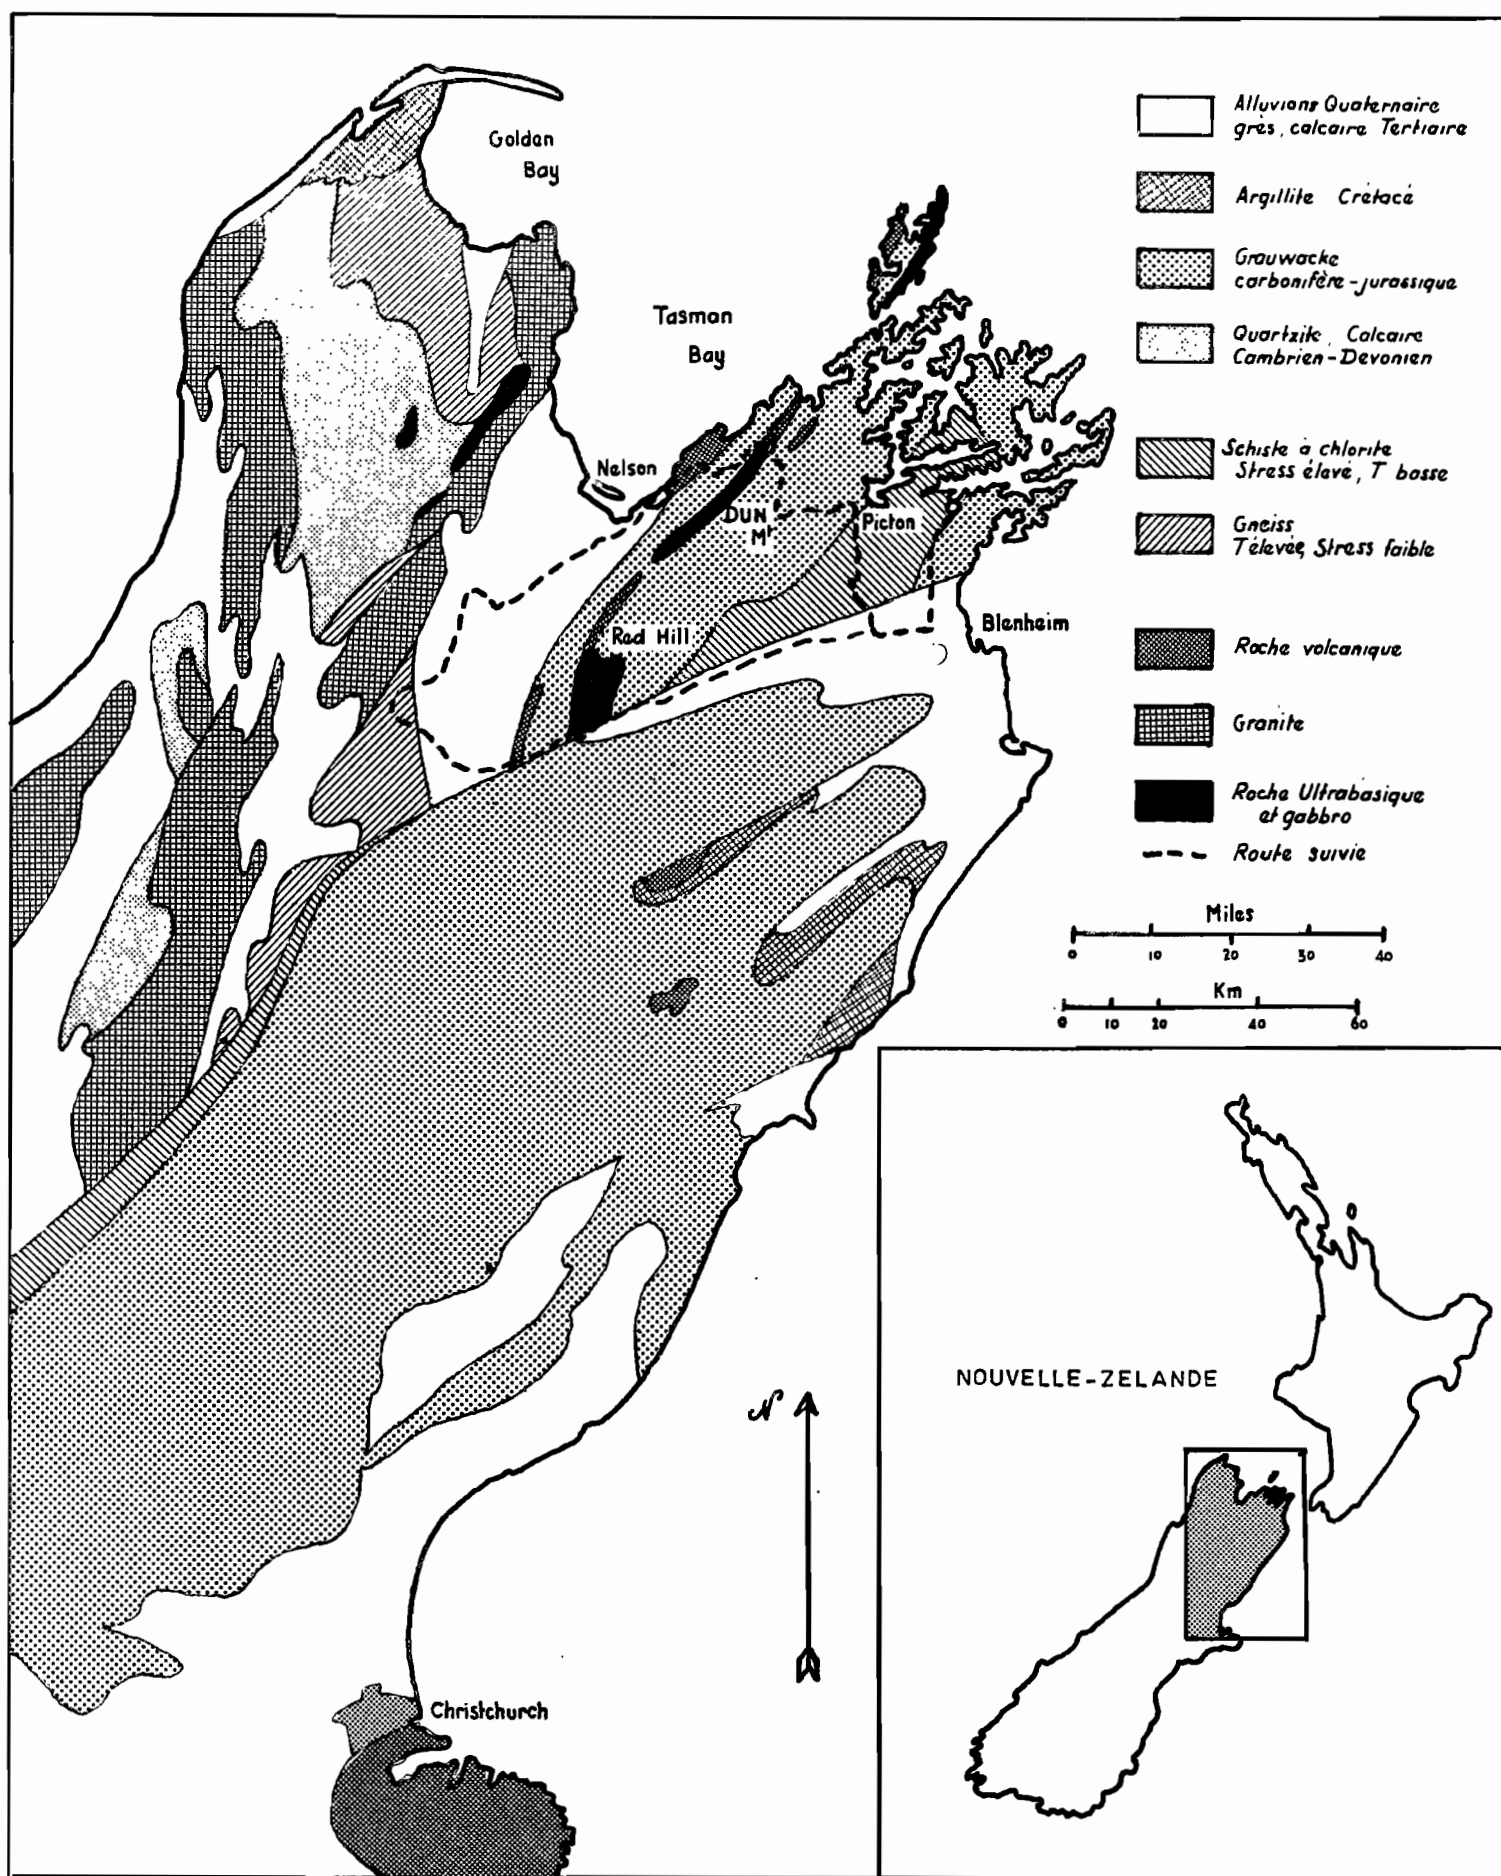 Golden
Bay
Tasman
Bay
Nelson
DUN
Mt
Picton
Red Hill
Blenheim
Christchurch
Alluvions Quaternaire
grès, calcaire Tertiaire
Argillite Crétacé
Grauwacke
carbonifère-jurassique
Quartzite, Calcaire
Cambrien-Devonien
Schiste à chlorite
Stress élavé, T basse
Gneiss
T élevée, Stress faible
Roche volcanique
Granite
Roche Ultrabasique
et gabbro
Route suivie
Miles
0 10 20 30 40
Km
0 10 20 40 60
N
NOUVELLE-ZELANDE